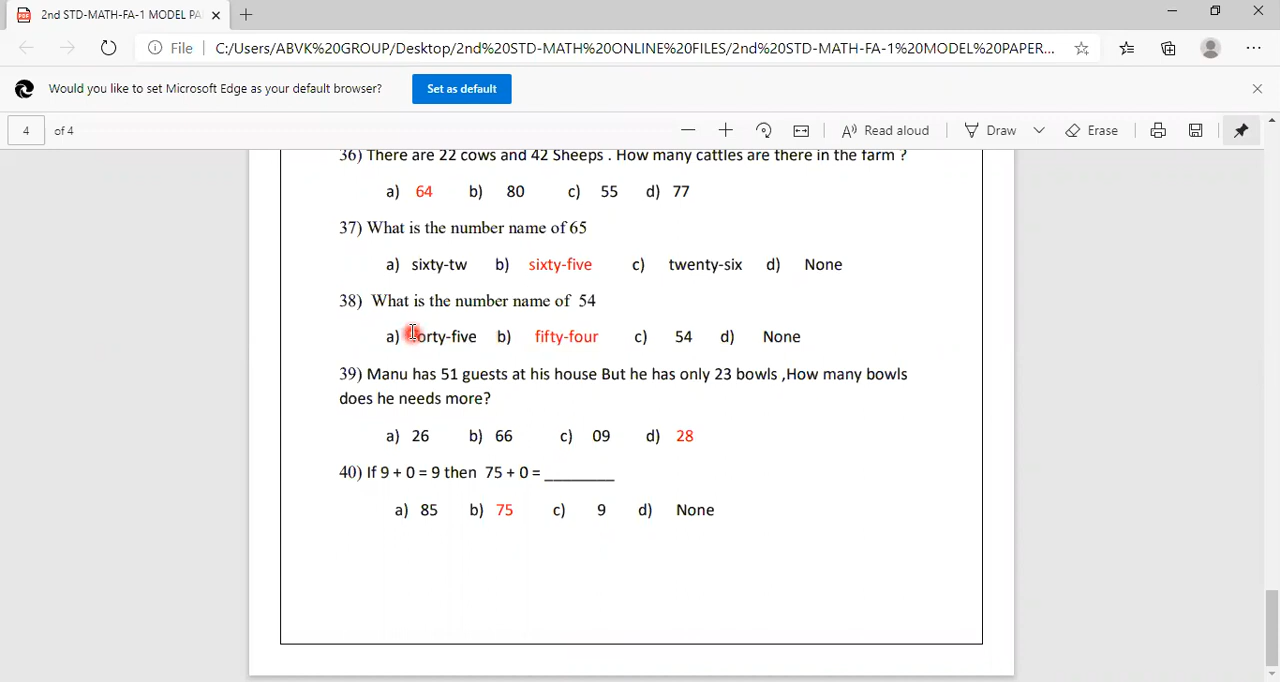 2nd STD-MATH-FA-1 MODEL PA
File C:/Users/ABVK%20GROUP/Desktop/2nd%20STD-MATH%20ONLINE%20FILES/2nd%20STD-MATH-FA-1%20MODEL%20PAPER...
Would you like to set Microsoft Edge as your default browser? Set as default
4 of 4 Read aloud Draw Erase
36) There are 22 cows and 42 Sheeps . How many cattles are there in the farm ?
a) 64 b) 80 c) 55 d) 77
37) What is the number name of 65
a) sixty-tw b) sixty-five c) twenty-six d) None
38) What is the number name of 54
a) forty-five b) fifty-four c) 54 d) None
39) Manu has 51 guests at his house But he has only 23 bowls ,How many bowls
does he needs more?
a) 26 b) 66 c) 09 d) 28
40) If 9 + 0 = 9 then 75 + 0 = ________
a) 85 b) 75 c) 9 d) None